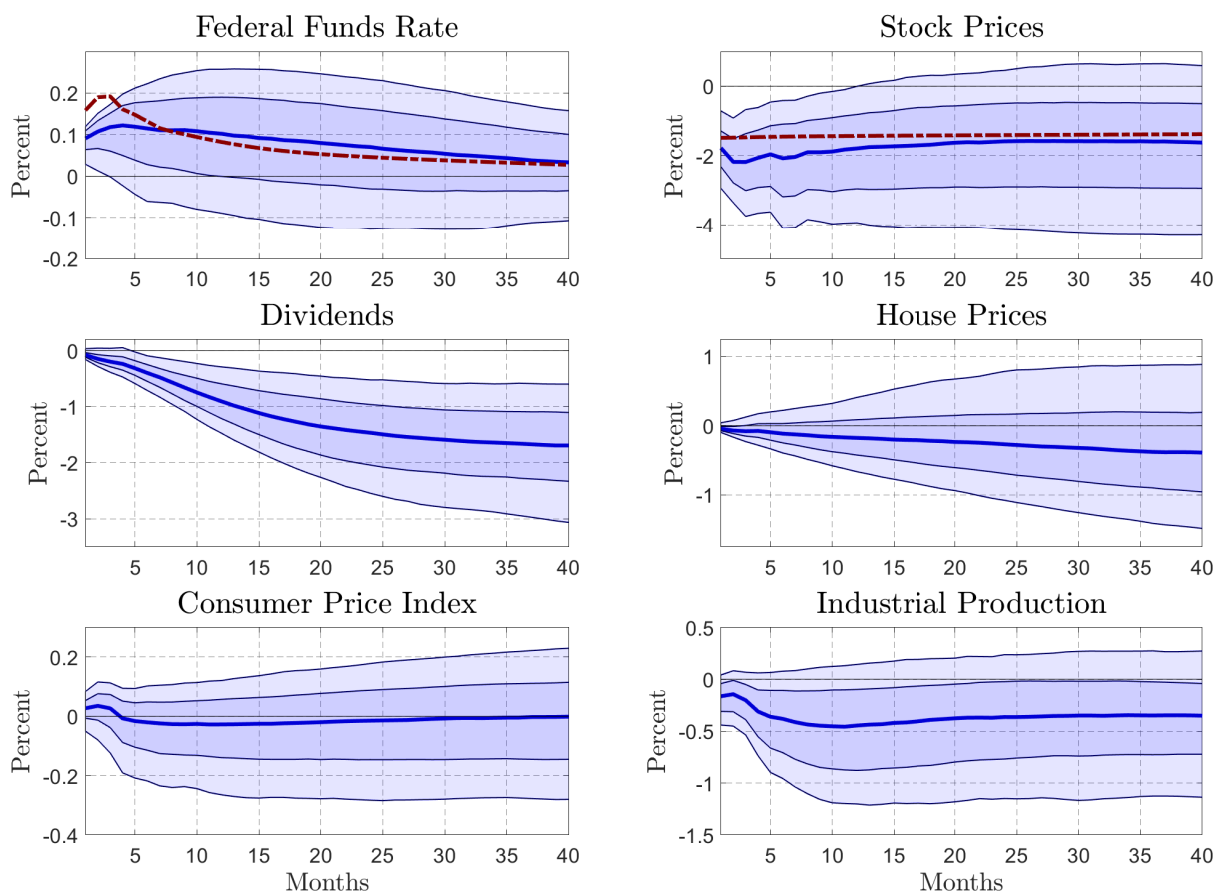 Federal Funds Rate
Percent
0.2
0.1
0
-0.1
-0.2
5 10 15 20 25 30 35 40
Stock Prices
Percent
0
-2
-4
5 10 15 20 25 30 35 40
Dividends
Percent
0
-1
-2
-3
5 10 15 20 25 30 35 40
House Prices
Percent
1
0
-1
5 10 15 20 25 30 35 40
Consumer Price Index
Percent
0.2
0
-0.2
-0.4
5 10 15 20 25 30 35 40
Months
Industrial Production
Percent
0.5
0
-0.5
-1
-1.5
5 10 15 20 25 30 35 40
Months